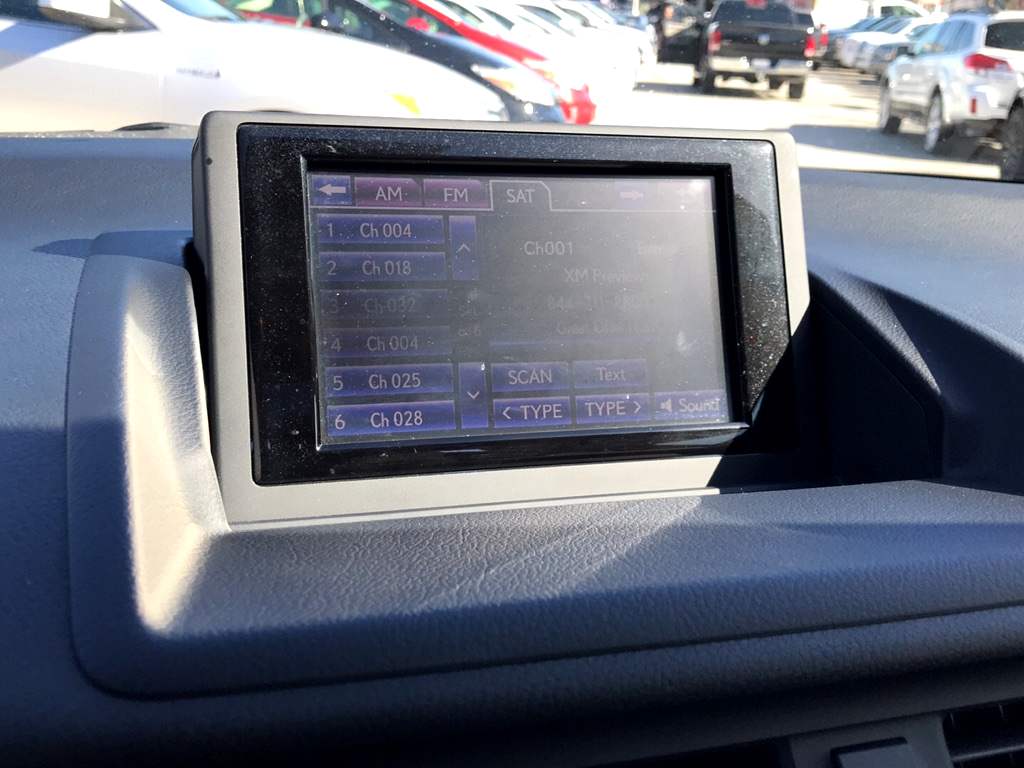 AM FM SAT
1 Ch 004
2 Ch 018
3 Ch 032
4 Ch 004
5 Ch 025
6 Ch 028
Ch001
XM Preview
SCAN Text
< TYPE TYPE > Sound